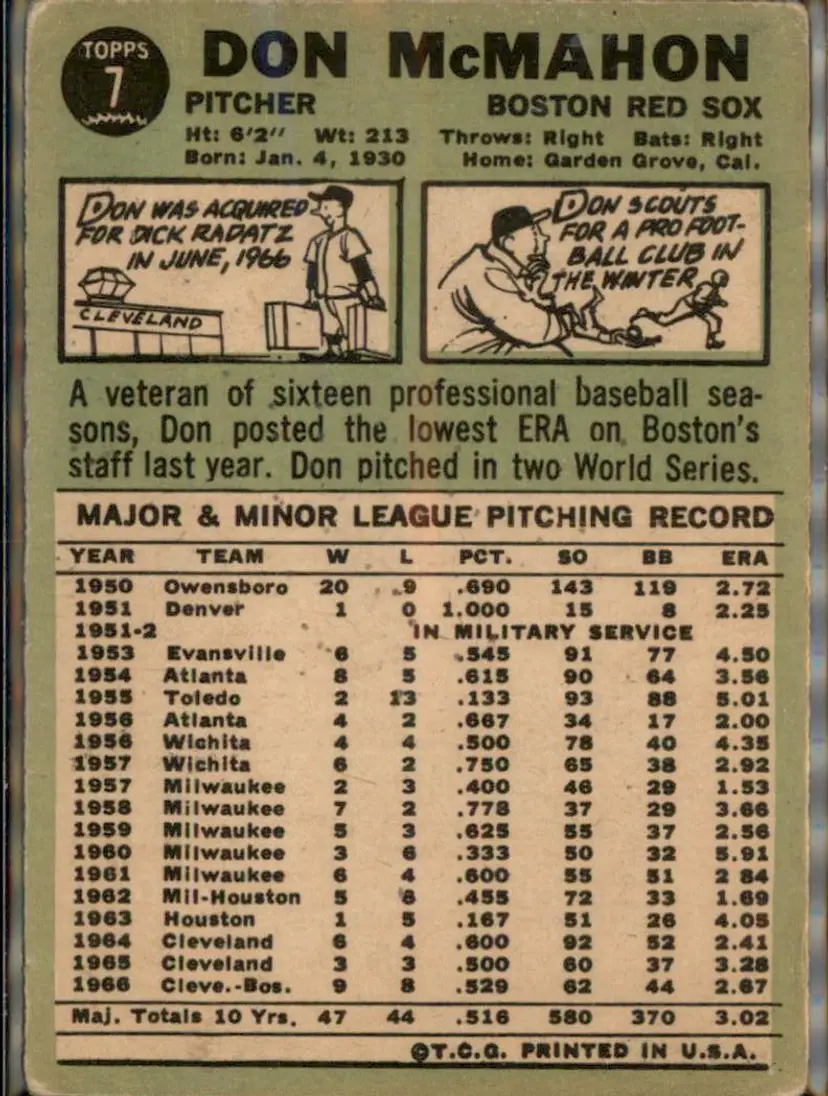 TOPPS
7
DON McMAHON
PITCHER BOSTON RED SOX
Ht: 6'2" Wt: 213 Throws: Right Bats: Right
Born: Jan. 4, 1930 Home: Garden Grove, Cal.
DON WAS ACQUIRED
FOR DICK RADATZ
IN JUNE, 1966
CLEVELAND
DON SCOUTS
FOR A PRO FOOT-
BALL CLUB IN
THE WINTER
A veteran of sixteen professional baseball sea-
sons, Don posted the lowest ERA on Boston's
staff last year. Don pitched in two World Series.
MAJOR & MINOR LEAGUE PITCHING RECORD
YEAR TEAM W L PCT. SO BB ERA
1950 Owensboro 20 9 .690 143 119 2.72
1951 Denver 1 0 1.000 15 8 2.25
1951-2 IN MILITARY SERVICE
1953 Evansville 6 5 .545 91 77 4.50
1954 Atlanta 8 5 .615 90 64 3.56
1955 Toledo 2 13 .133 93 88 5.01
1956 Atlanta 4 2 .667 34 17 2.00
1956 Wichita 4 4 .500 78 40 4.35
1957 Wichita 6 2 .750 65 38 2.92
1957 Milwaukee 2 3 .400 46 29 1.53
1958 Milwaukee 7 2 .778 37 29 3.66
1959 Milwaukee 5 3 .625 55 37 2.56
1960 Milwaukee 3 6 .333 50 32 5.91
1961 Milwaukee 6 4 .600 55 51 2 84
1962 Mil-Houston 5 6 .455 72 33 1.69
1963 Houston 1 5 .167 51 26 4.05
1964 Cleveland 6 4 .600 92 52 2.41
1965 Cleveland 3 3 .500 60 37 3.28
1966 Cleve.-Bos. 9 8 .529 62 44 2.67
Maj. Totals 10 Yrs. 47 44 .516 580 370 3.02
©T.C.G. PRINTED IN U.S.A.